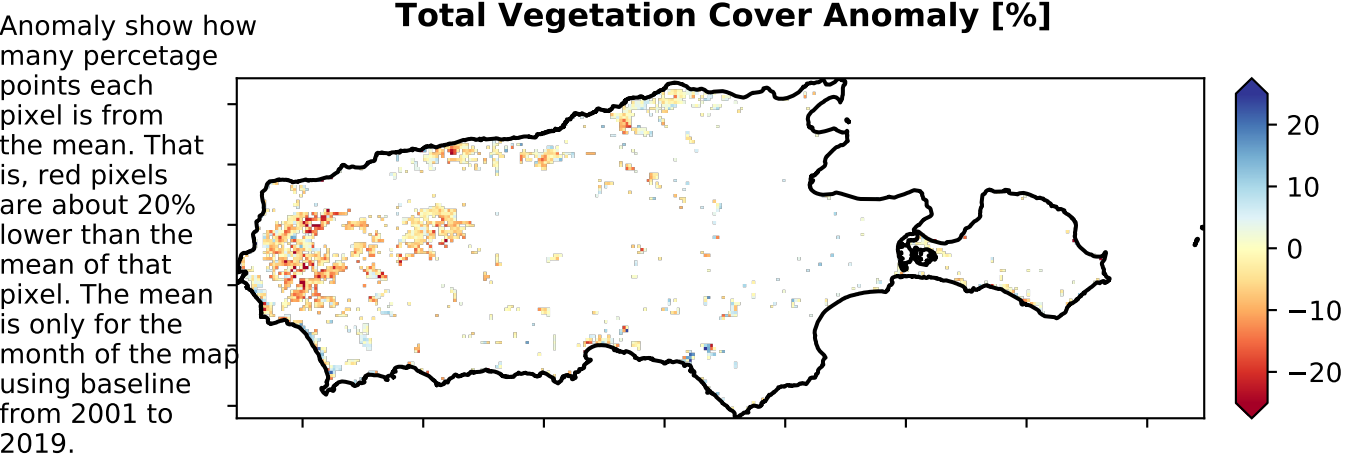 Total Vegetation Cover Anomaly [%]
Anomaly show how
many percetage
points each
pixel is from
the mean. That
is, red pixels
are about 20%
lower than the
mean of that
pixel. The mean
is only for the
month of the map
using baseline
from 2001 to
2019.
20
10
0
−10
−20